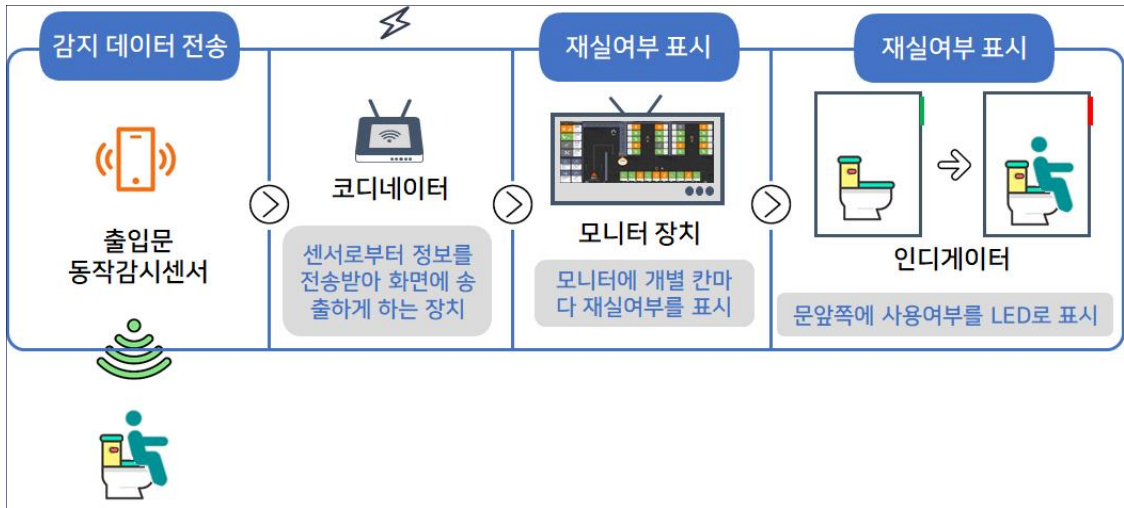 감지 데이터 전송
재실여부 표시
재실여부 표시
출입문
동작감시센서
코디네이터
센서로부터 정보를
전송받아 화면에 송
출하게 하는 장치
모니터 장치
모니터에 개별 칸마
다 재실여부를 표시
인디게이터
문앞쪽에 사용여부를 LED로 표시